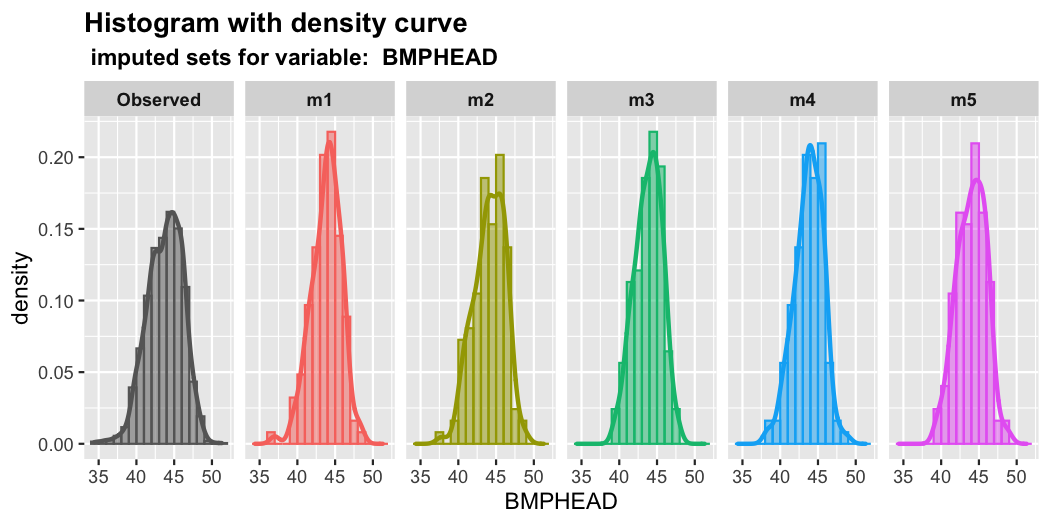 Histogram with density curve
imputed sets for variable:  BMPHEAD
Observed m1 m2 m3 m4 m5
density
0.20
0.15
0.10
0.05
0.00
35 40 45 50 35 40 45 50 35 40 45 50 35 40 45 50 35 40 45 50 35 40 45 50
BMPHEAD